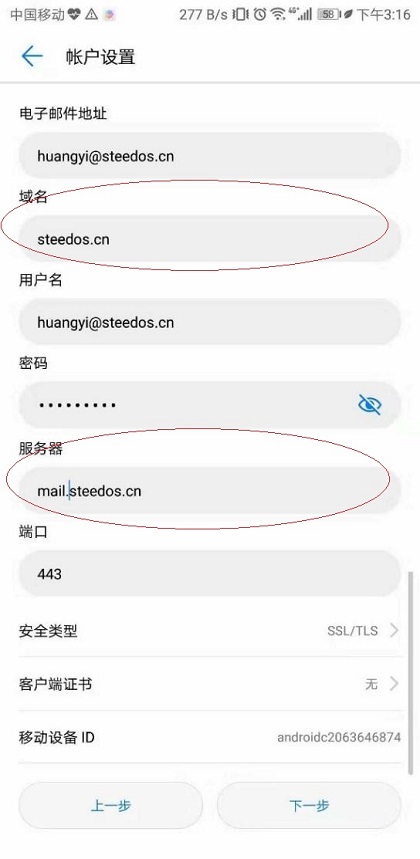 中国移动 277 B/s 4G 58 下午3:16
帐户设置
电子邮件地址
huangyi@steedos.cn
域名
steedos.cn
用户名
huangyi@steedos.cn
密码
•••••••••
服务器
mail.steedos.cn
端口
443
安全类型 SSL/TLS
客户端证书 无
移动设备 ID androidc2063646874
上一步 下一步